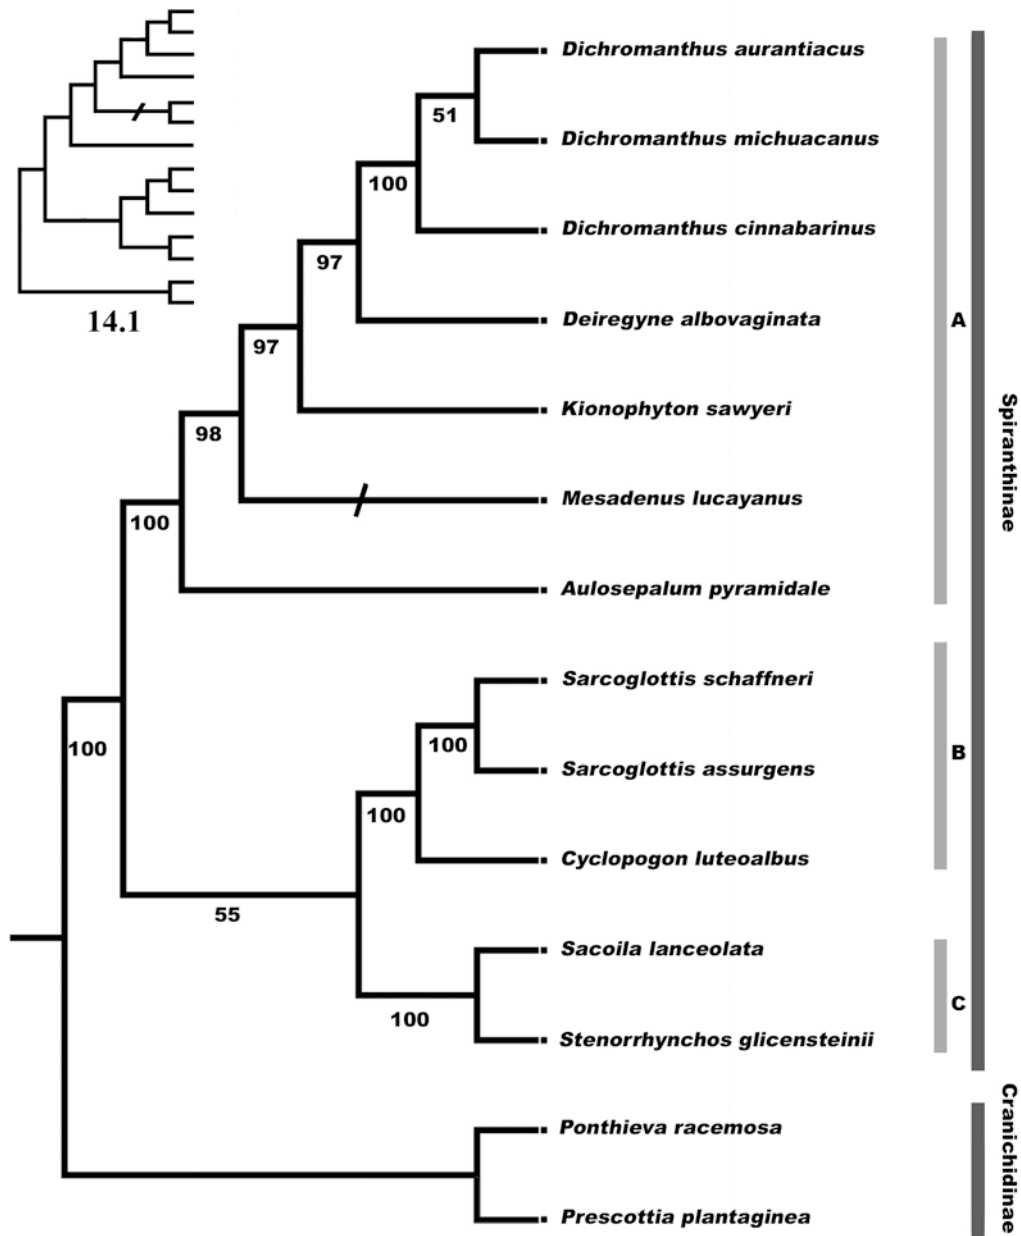 Dichromanthus aurantiacus
51
Dichromanthus michuacanus
100
Dichromanthus cinnabarinus
97
14.1
Deiregyne albovaginata
A
97
Kionophyton sawyeri
98
Spiranthinae
Mesadenus lucayanus
100
Aulosepalum pyramidale
Sarcoglottis schaffneri
100
100
B
Sarcoglottis assurgens
100
Cyclopogon luteoalbus
55
Sacoila lanceolata
C
100
Stenorrhynchos glicensteinii
Ponthieva racemosa
Cranichidinae
Prescottia plantaginea